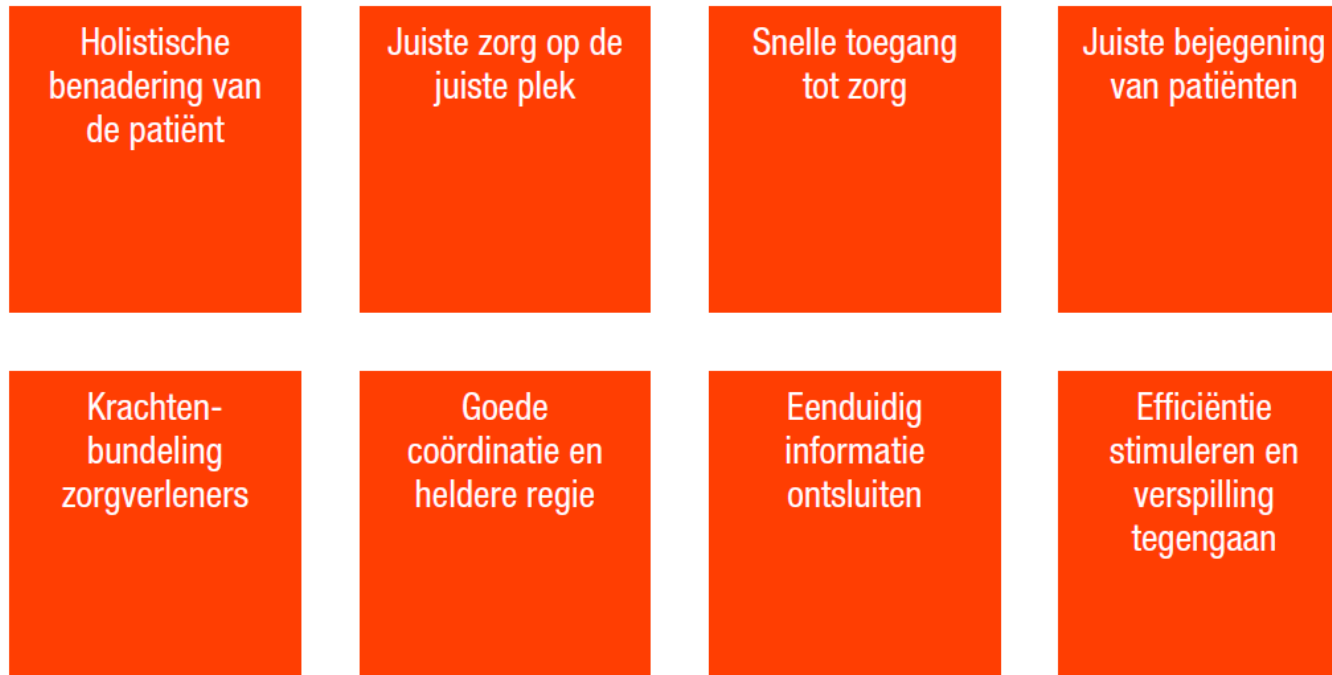 Holistische
benadering van
de patiënt
Juiste zorg op de
juiste plek
Snelle toegang
tot zorg
Juiste bejegening
van patiënten
Krachten-
bundeling
zorgverleners
Goede
coördinatie en
heldere regie
Eenduidig
informatie
ontsluiten
Efficiëntie
stimuleren en
verspilling
tegengaan